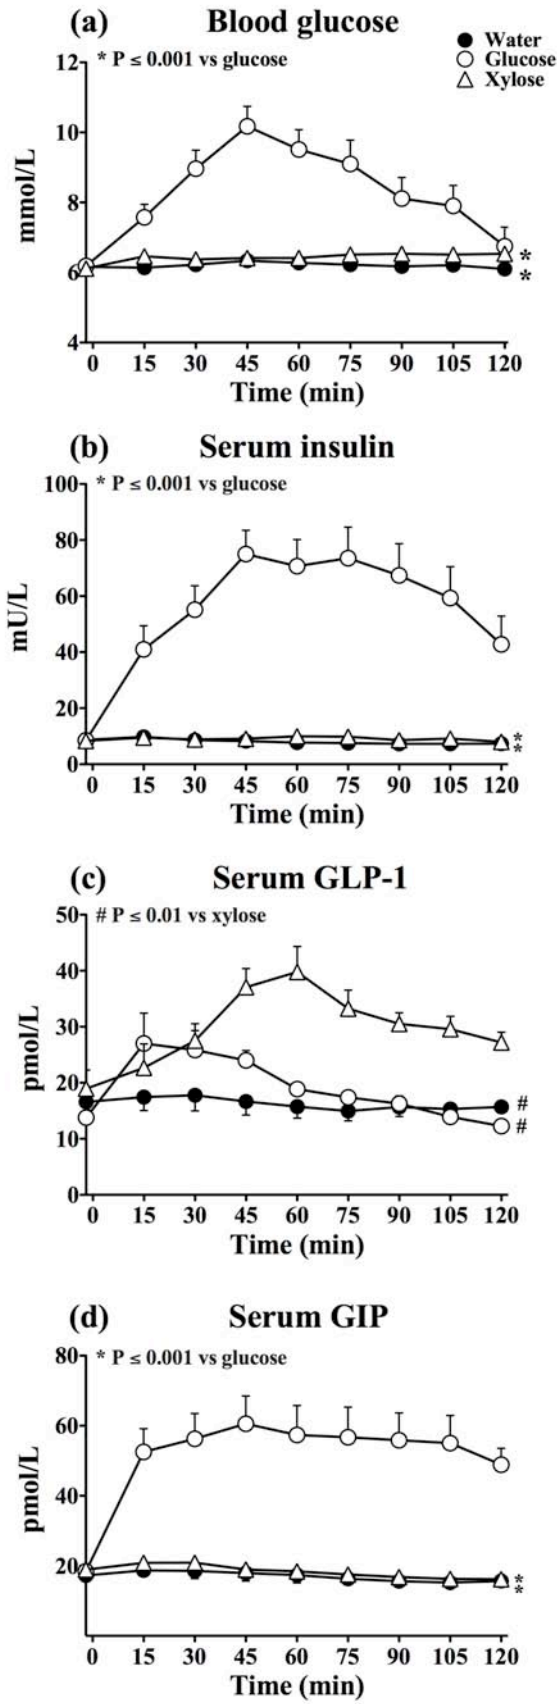 (a) Blood glucose
* P ≤ 0.001 vs glucose
Water
Glucose
Xylose
12
10
8
6
4
mmol/L
*
*
0 15 30 45 60 75 90 105 120
Time (min)
(b) Serum insulin
* P ≤ 0.001 vs glucose
100
80
60
40
20
0
mU/L
*
*
0 15 30 45 60 75 90 105 120
Time (min)
(c) Serum GLP-1
# P ≤ 0.01 vs xylose
50
40
30
20
10
0
pmol/L
#
#
0 15 30 45 60 75 90 105 120
Time (min)
(d) Serum GIP
* P ≤ 0.001 vs glucose
80
60
40
20
pmol/L
*
*
0 15 30 45 60 75 90 105 120
Time (min)